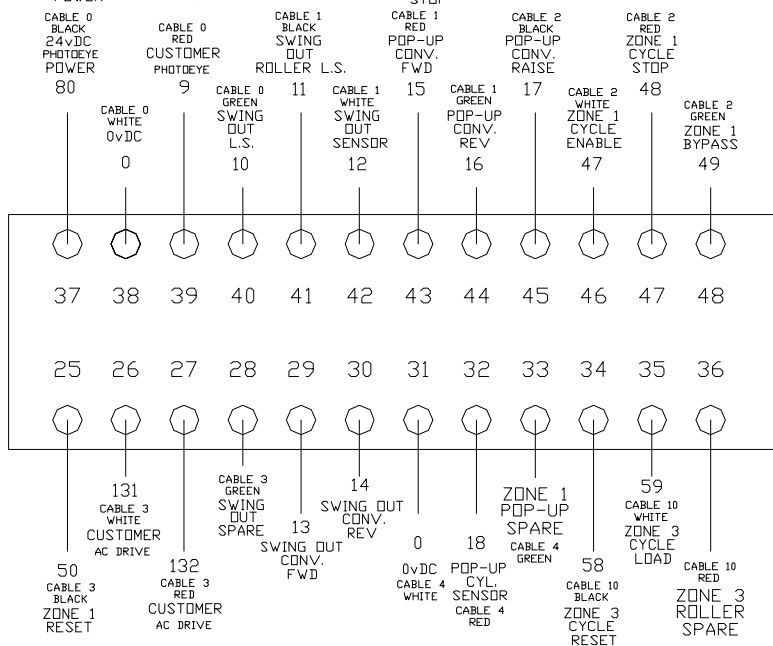 CABLE 0
BLACK
24vDC
PHOTOEYE
POWER
80
CABLE 0
WHITE
0vDC
0
CABLE 0
RED
CUSTOMER
PHOTOEYE
9
CABLE 0
GREEN
SWING
OUT
L.S.
10
CABLE 1
BLACK
SWING
OUT
ROLLER L.S.
11
CABLE 1
WHITE
SWING
OUT
SENSOR
12
STOP
CABLE 1
RED
POP-UP
CONV.
FWD
15
CABLE 1
GREEN
POP-UP
CONV.
REV
16
CABLE 2
BLACK
POP-UP
CONV.
RAISE
17
CABLE 2
WHITE
ZONE 1
CYCLE
ENABLE
47
CABLE 2
RED
ZONE 1
CYCLE
STOP
48
CABLE 2
GREEN
ZONE 1
BYPASS
49
37 38 39 40 41 42 43 44 45 46 47 48
25 26 27 28 29 30 31 32 33 34 35 36
50
CABLE 3
BLACK
ZONE 1
RESET
131
CABLE 3
WHITE
CUSTOMER
AC DRIVE
132
CABLE 3
RED
CUSTOMER
AC DRIVE
CABLE 3
GREEN
SWING
OUT
SPARE
13
SWING OUT
CONV.
FWD
14
SWING OUT
CONV.
REV
0
0vDC
CABLE 4
WHITE
18
POP-UP
CYL.
SENSOR
CABLE 4
RED
ZONE 1
POP-UP
SPARE
CABLE 4
GREEN
58
CABLE 10
BLACK
ZONE 3
CYCLE
RESET
59
CABLE 10
WHITE
ZONE 3
CYCLE
LOAD
CABLE 10
RED
ZONE 3
ROLLER
SPARE